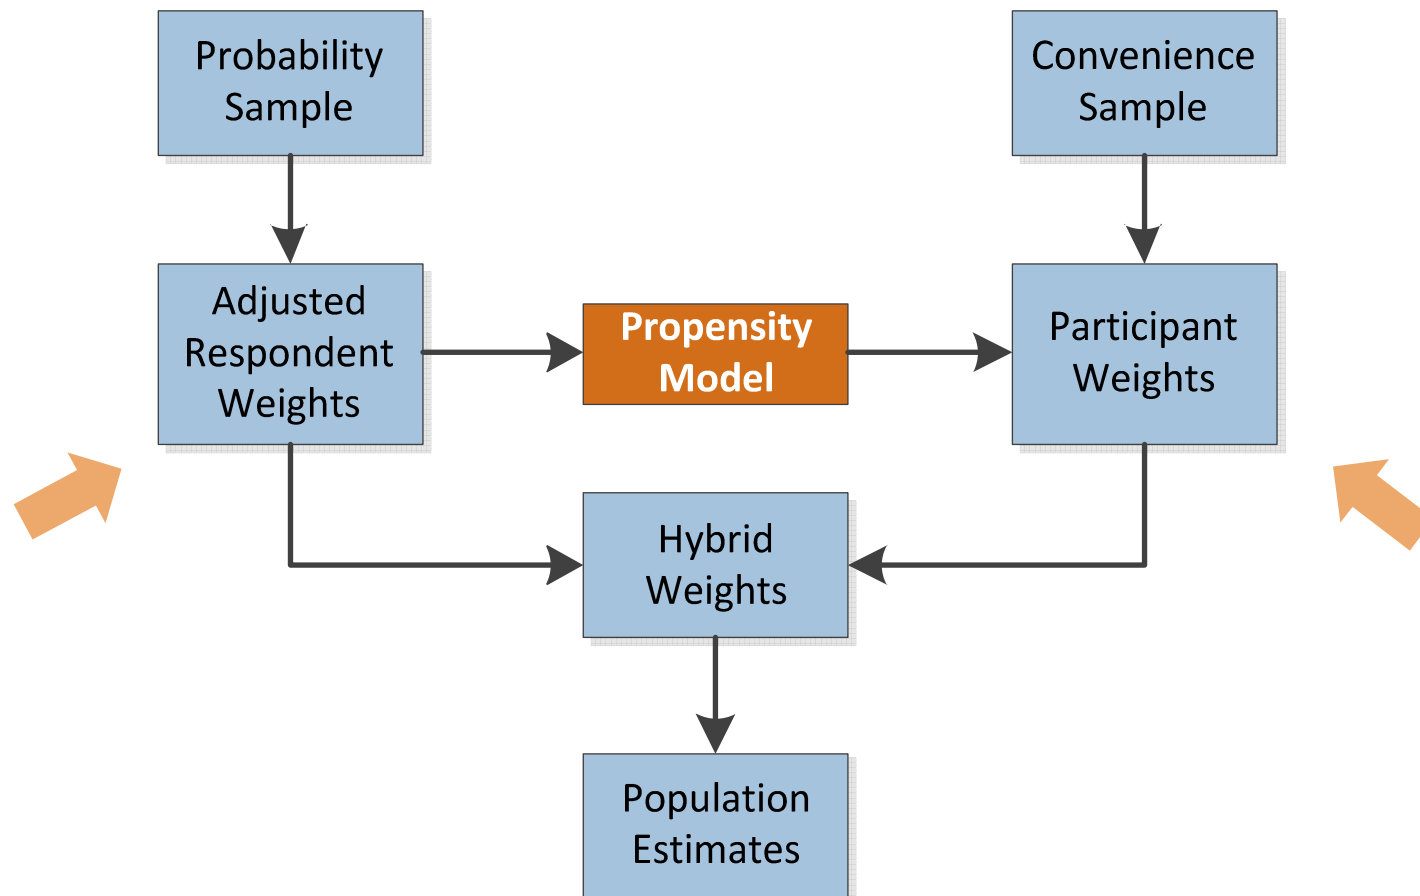 Probability
Sample
Convenience
Sample
Adjusted
Respondent
Weights
Propensity
Model
Participant
Weights
Hybrid
Weights
Population
Estimates